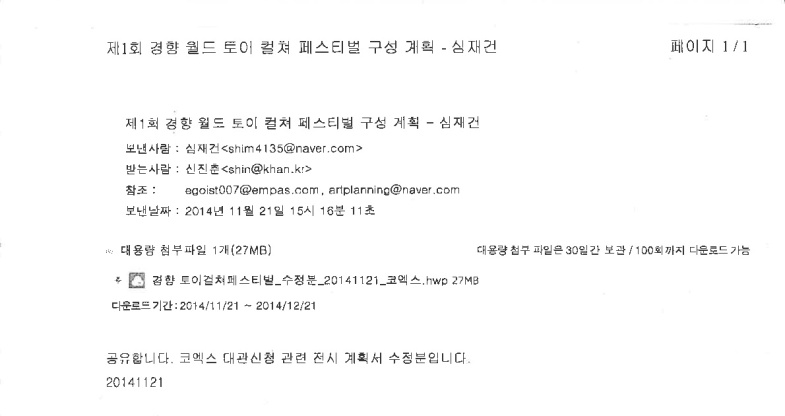 제1회 경향 월드 토이 컬쳐 페스티벌 구성 계획 - 심재건 페이지 1 / 1
제1회 경향 월드 토이 컬쳐 페스티벌 구성 계획 – 심재건
보낸사람 : 심재건<shim4135@naver.com>
받는사람 : 신진훈<shin@khan.kr>
참조 : egoist007@empas.com, artplanning@naver.com
보낸날짜 : 2014년 11월 21일 15시 16분 11초
대용량 첨부파일 1개(27MB) 대용량 첨부 파일은 30일간 보관 / 100회까지 다운로드 가능
경향 토이컬쳐페스티벌_수정분_20141121_코엑스.hwp 27MB
다운로드기간: 2014/11/21 ~ 2014/12/21
공유합니다. 코엑스 대관신청 관련 전시 계획서 수정분입니다.
20141121